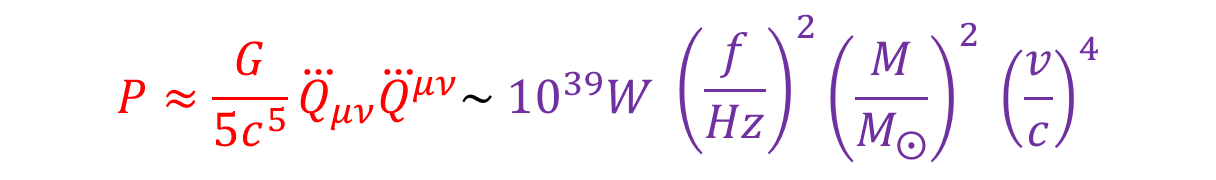 P ≈ G/5c⁵ Q⃛_μν Q⃛^μν ~ 10³⁹W (f/Hz)² (M/M_⊙)² (v/c)⁴